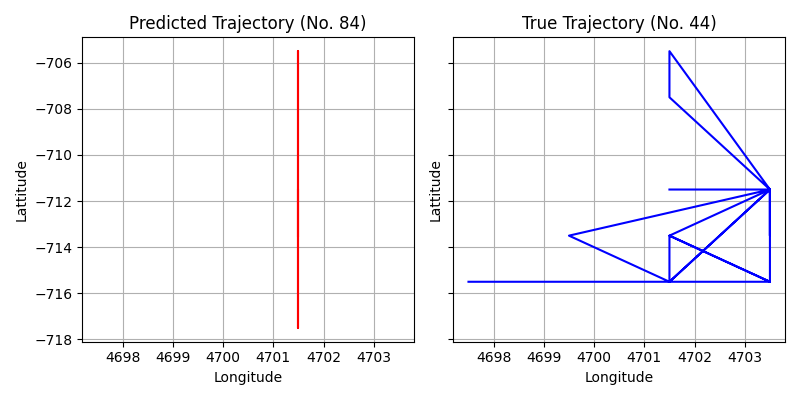 Predicted Trajectory (No. 84)
True Trajectory (No. 44)
Lattitude
−706
−708
−710
−712
−714
−716
−718
4698 4699 4700 4701 4702 4703
Longitude
Lattitude
4698 4699 4700 4701 4702 4703
Longitude